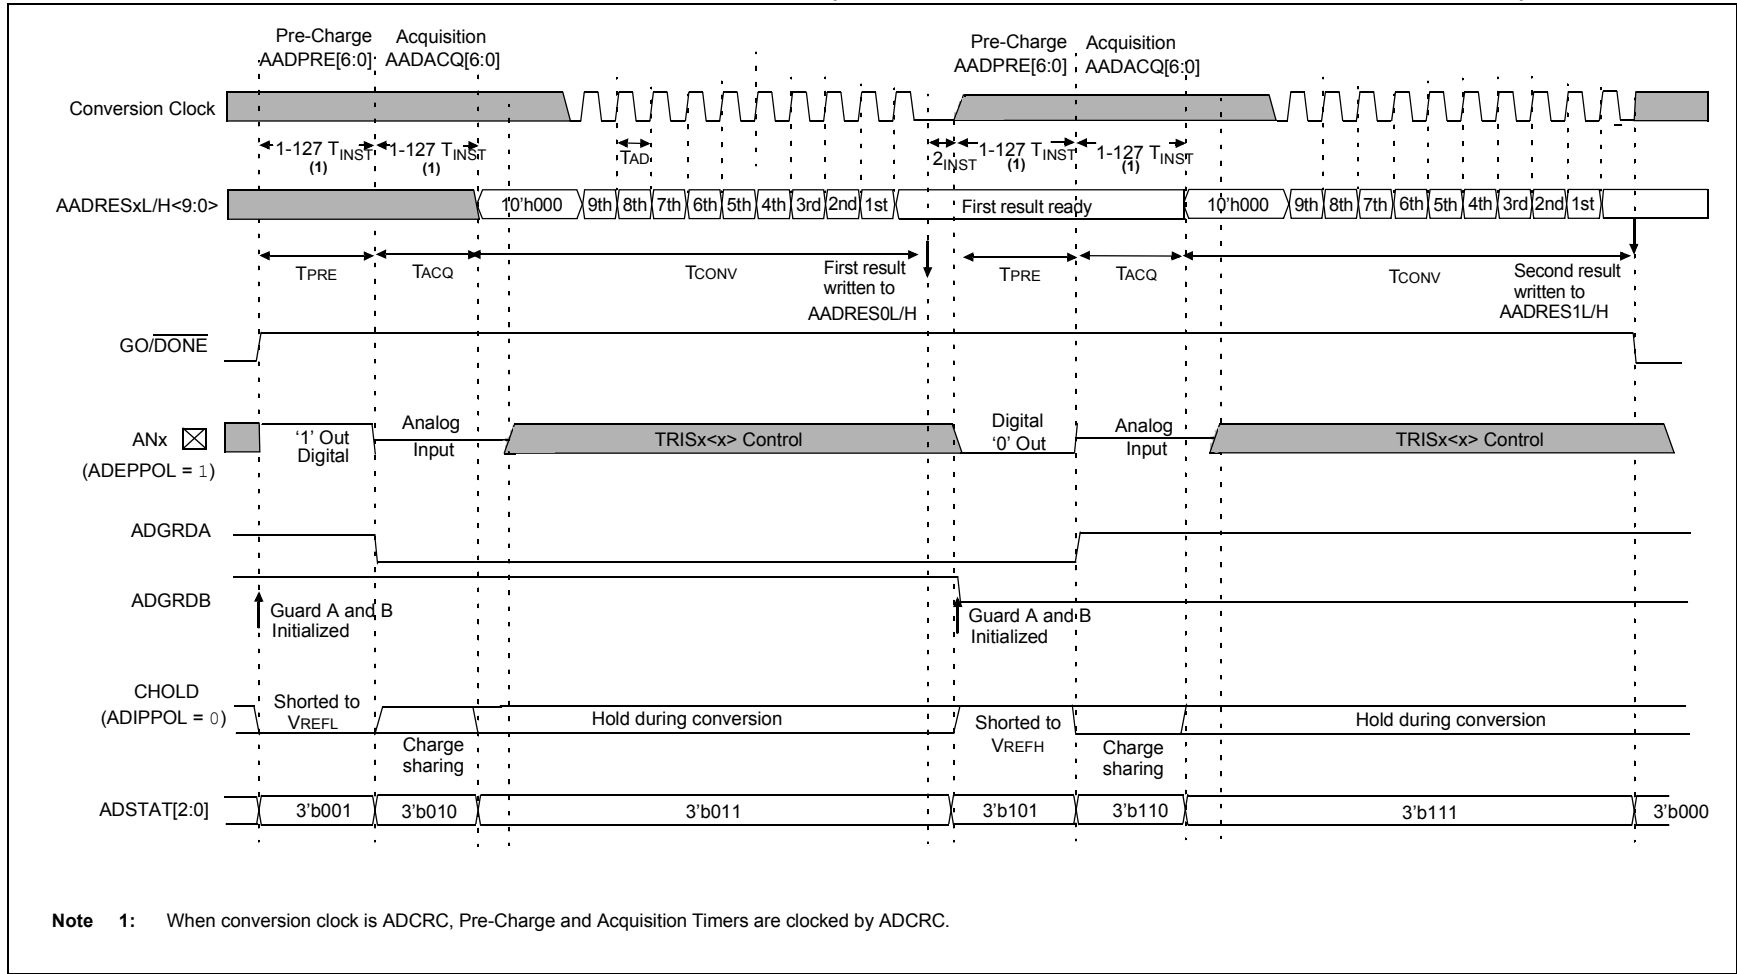 Pre-Charge Acquisition Pre-Charge Acquisition
AADPRE[6:0] AADACQ[6:0] AADPRE[6:0] AADACQ[6:0]
Conversion Clock
1-127 TINST 1-127 TINST TAD 2INST 1-127 TINST 1-127 TINST
(1) (1) (1) (1)
AADRESxL/H<9:0> 10'h000 9th 8th 7th 6th 5th 4th 3rd 2nd 1st First result ready 10'h000 9th 8th 7th 6th 5th 4th 3rd 2nd 1st
TPRE TACQ TCONV First result TPRE TACQ TCONV Second result
written to written to
AADRES0L/H AADRES1L/H
GO/DONE
ANx '1' Out Analog TRISx<x> Control Digital Analog TRISx<x> Control
Digital Input '0' Out Input
(ADEPPOL = 1)
ADGRDA
ADGRDB
Guard A and B Guard A and B
Initialized Initialized
CHOLD Shorted to Hold during conversion Shorted to Hold during conversion
(ADIPPOL = 0) VREFL VREFH
Charge Charge
sharing sharing
ADSTAT[2:0] 3'b001 3'b010 3'b011 3'b101 3'b110 3'b111 3'b000
Note 1: When conversion clock is ADCRC, Pre-Charge and Acquisition Timers are clocked by ADCRC.